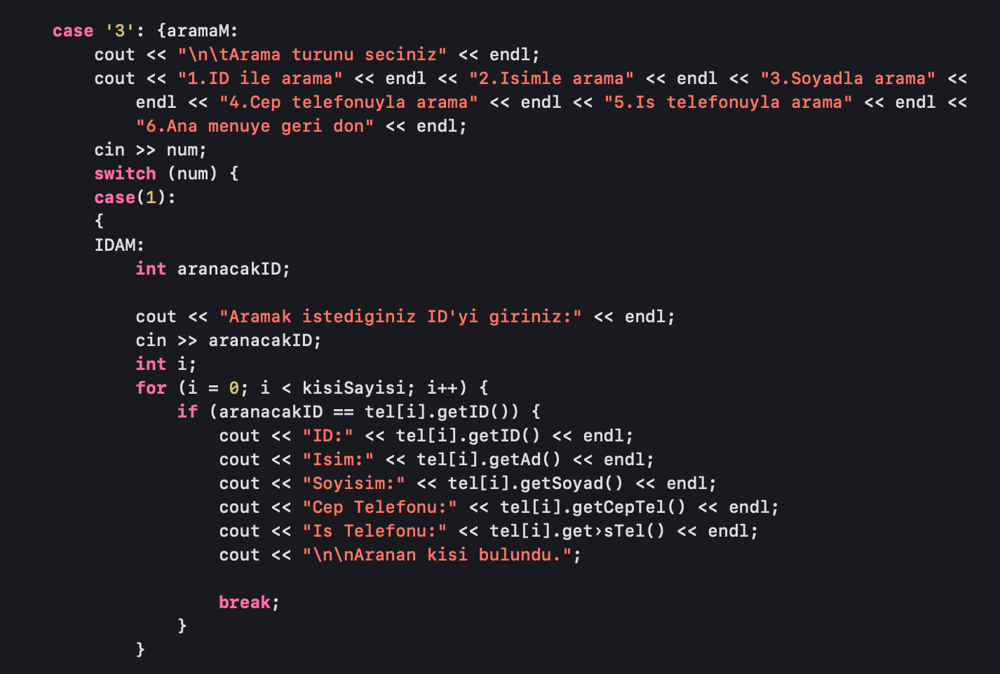 case '3': {aramaM:
cout << "\n\tArama turunu seciniz" << endl;
cout << "1.ID ile arama" << endl << "2.Isimle arama" << endl << "3.Soyadla arama" <<
endl << "4.Cep telefonuyla arama" << endl << "5.Is telefonuyla arama" << endl <<
"6.Ana menuye geri don" << endl;
cin >> num;
switch (num) {
case(1):
{
IDAM:
int aranacakID;
cout << "Aramak istediginiz ID'yi giriniz:" << endl;
cin >> aranacakID;
int i;
for (i = 0; i < kisiSayisi; i++) {
if (aranacakID == tel[i].getID()) {
cout << "ID:" << tel[i].getID() << endl;
cout << "Isim:" << tel[i].getAd() << endl;
cout << "Soyisim:" << tel[i].getSoyad() << endl;
cout << "Cep Telefonu:" << tel[i].getCepTel() << endl;
cout << "Is Telefonu:" << tel[i].get›sTel() << endl;
cout << "\n\nAranan kisi bulundu.";
break;
}
}